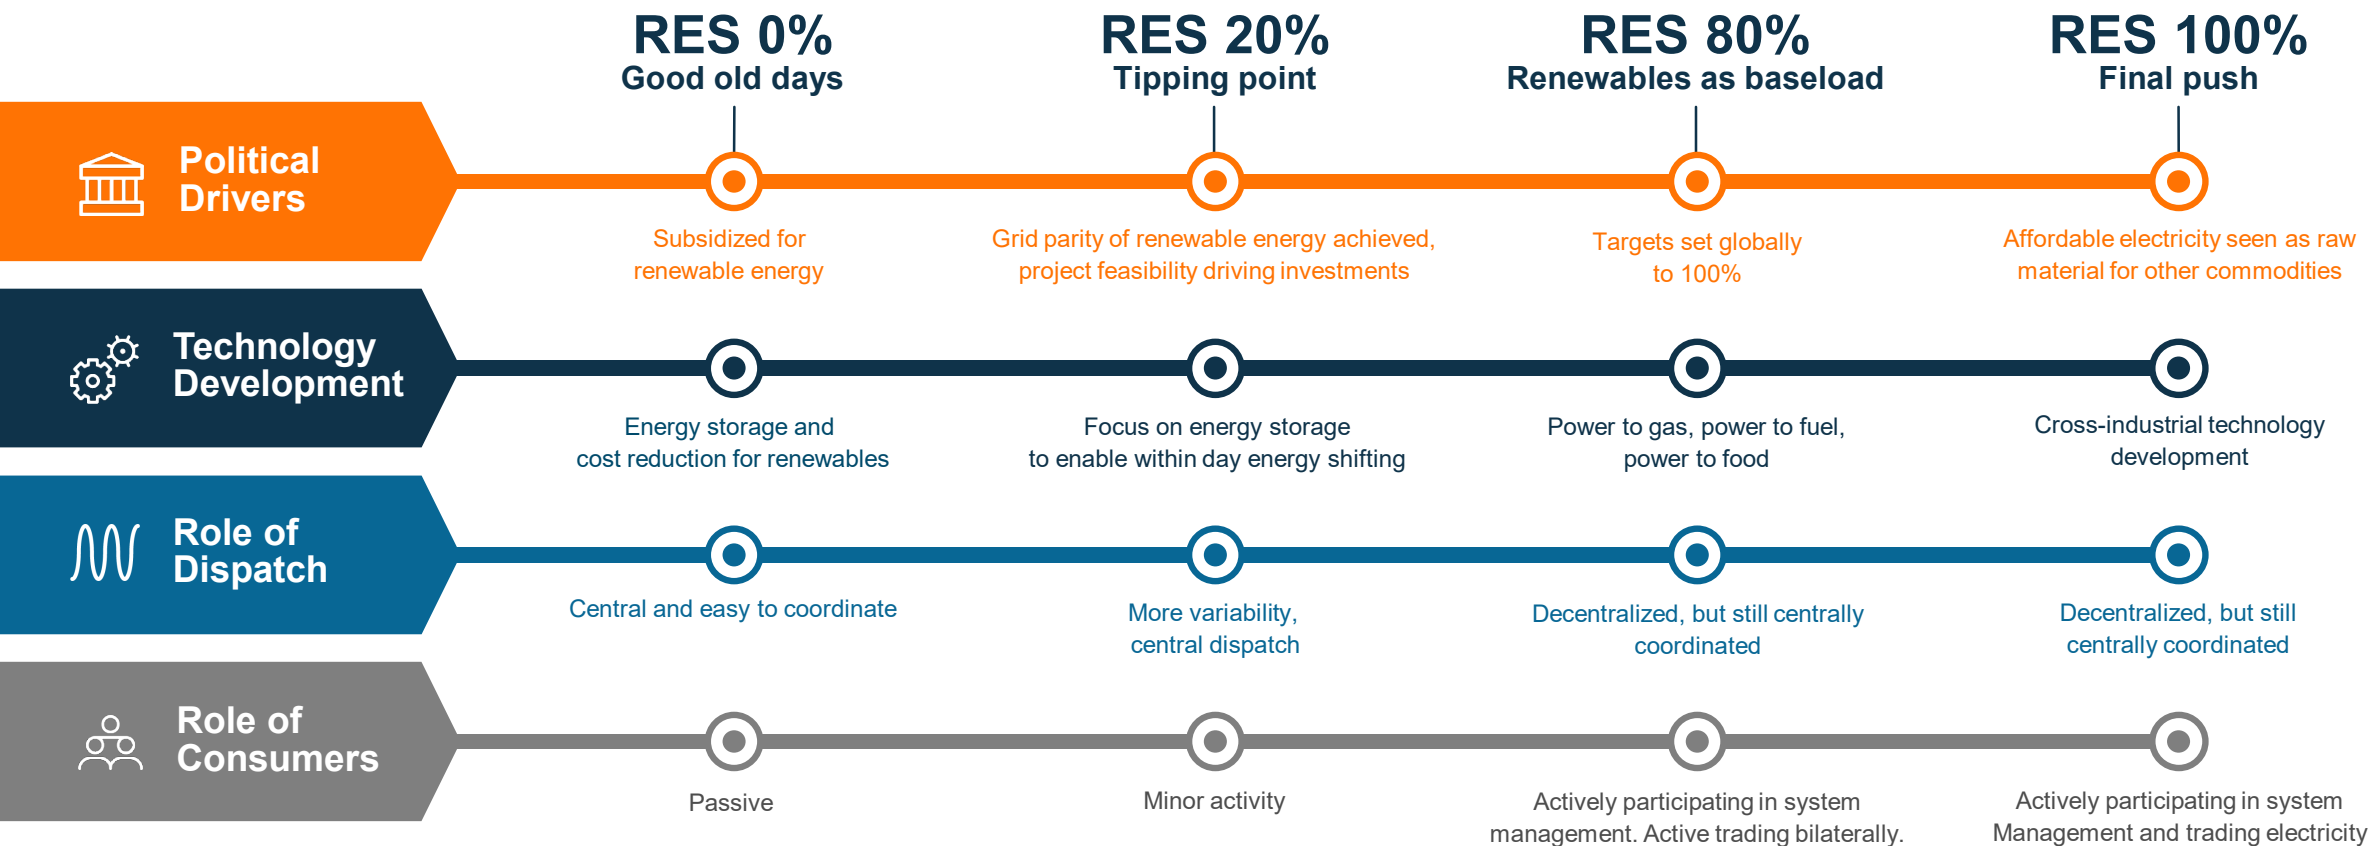 RES 0%
Good old days
RES 20%
Tipping point
RES 80%
Renewables as baseload
RES 100%
Final push
Political
Drivers
Subsidized for
renewable energy
Grid parity of renewable energy achieved,
project feasibility driving investments
Targets set globally
to 100%
Affordable electricity seen as raw
material for other commodities
Technology
Development
Energy storage and
cost reduction for renewables
Focus on energy storage
to enable within day energy shifting
Power to gas, power to fuel,
power to food
Cross-industrial technology
development
Role of
Dispatch
Central and easy to coordinate
More variability,
central dispatch
Decentralized, but still centrally
coordinated
Decentralized, but still
centrally coordinated
Role of
Consumers
Passive
Minor activity
Actively participating in system
management. Active trading bilaterally.
Actively participating in system
Management and trading electricity